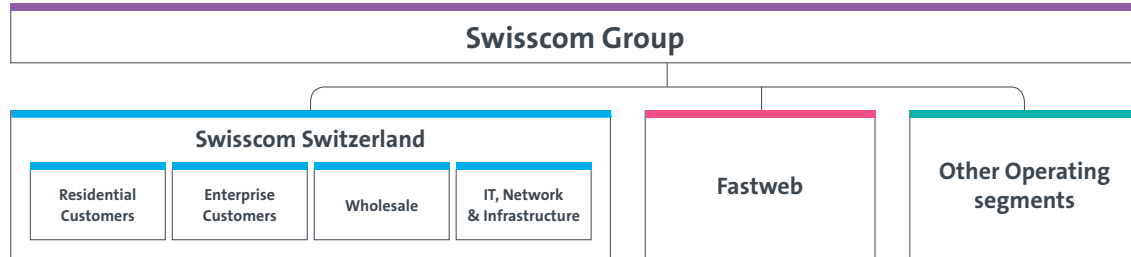 Swisscom Group
Swisscom Switzerland
Residential
Customers
Enterprise
Customers
Wholesale
IT, Network
& Infrastructure
Fastweb
Other Operating
segments